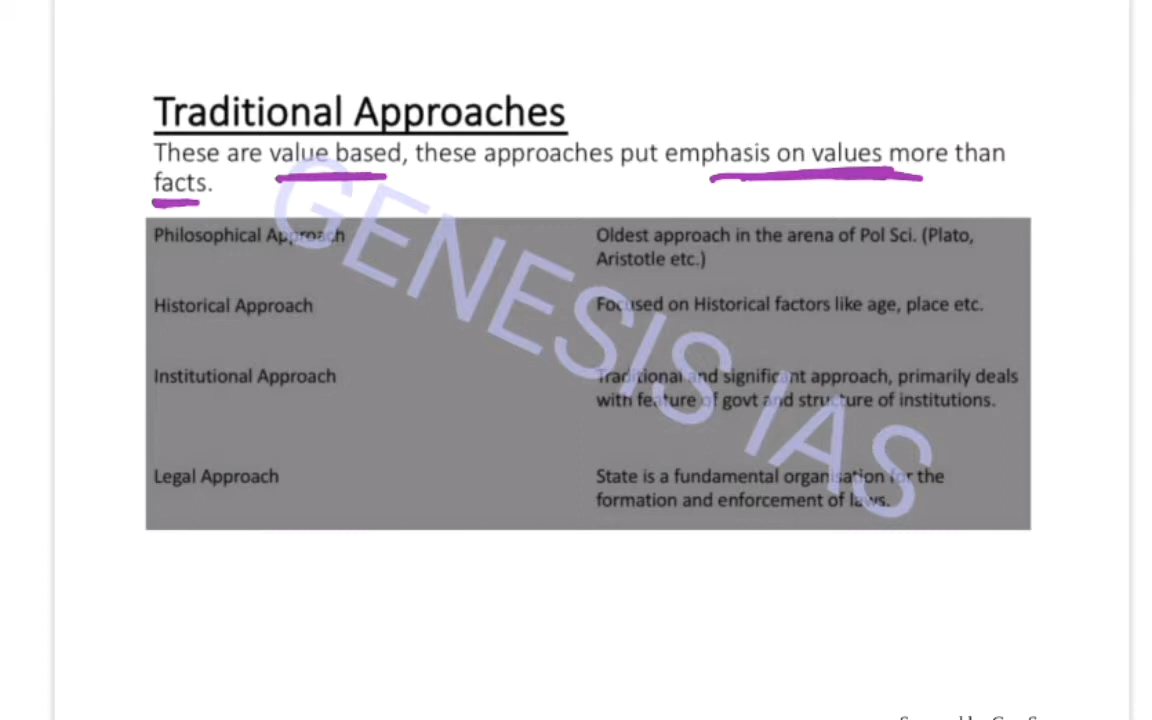 Traditional Approaches
These are value based, these approaches put emphasis on values more than
facts.
Philosophical Approach
Oldest approach in the arena of Pol Sci. (Plato,
Aristotle etc.)
Historical Approach
Focused on Historical factors like age, place etc.
Institutional Approach
Traditional and significant approach, primarily deals
with feature of govt and structure of institutions.
Legal Approach
State is a fundamental organisation for the
formation and enforcement of laws.
GENESIS IAS